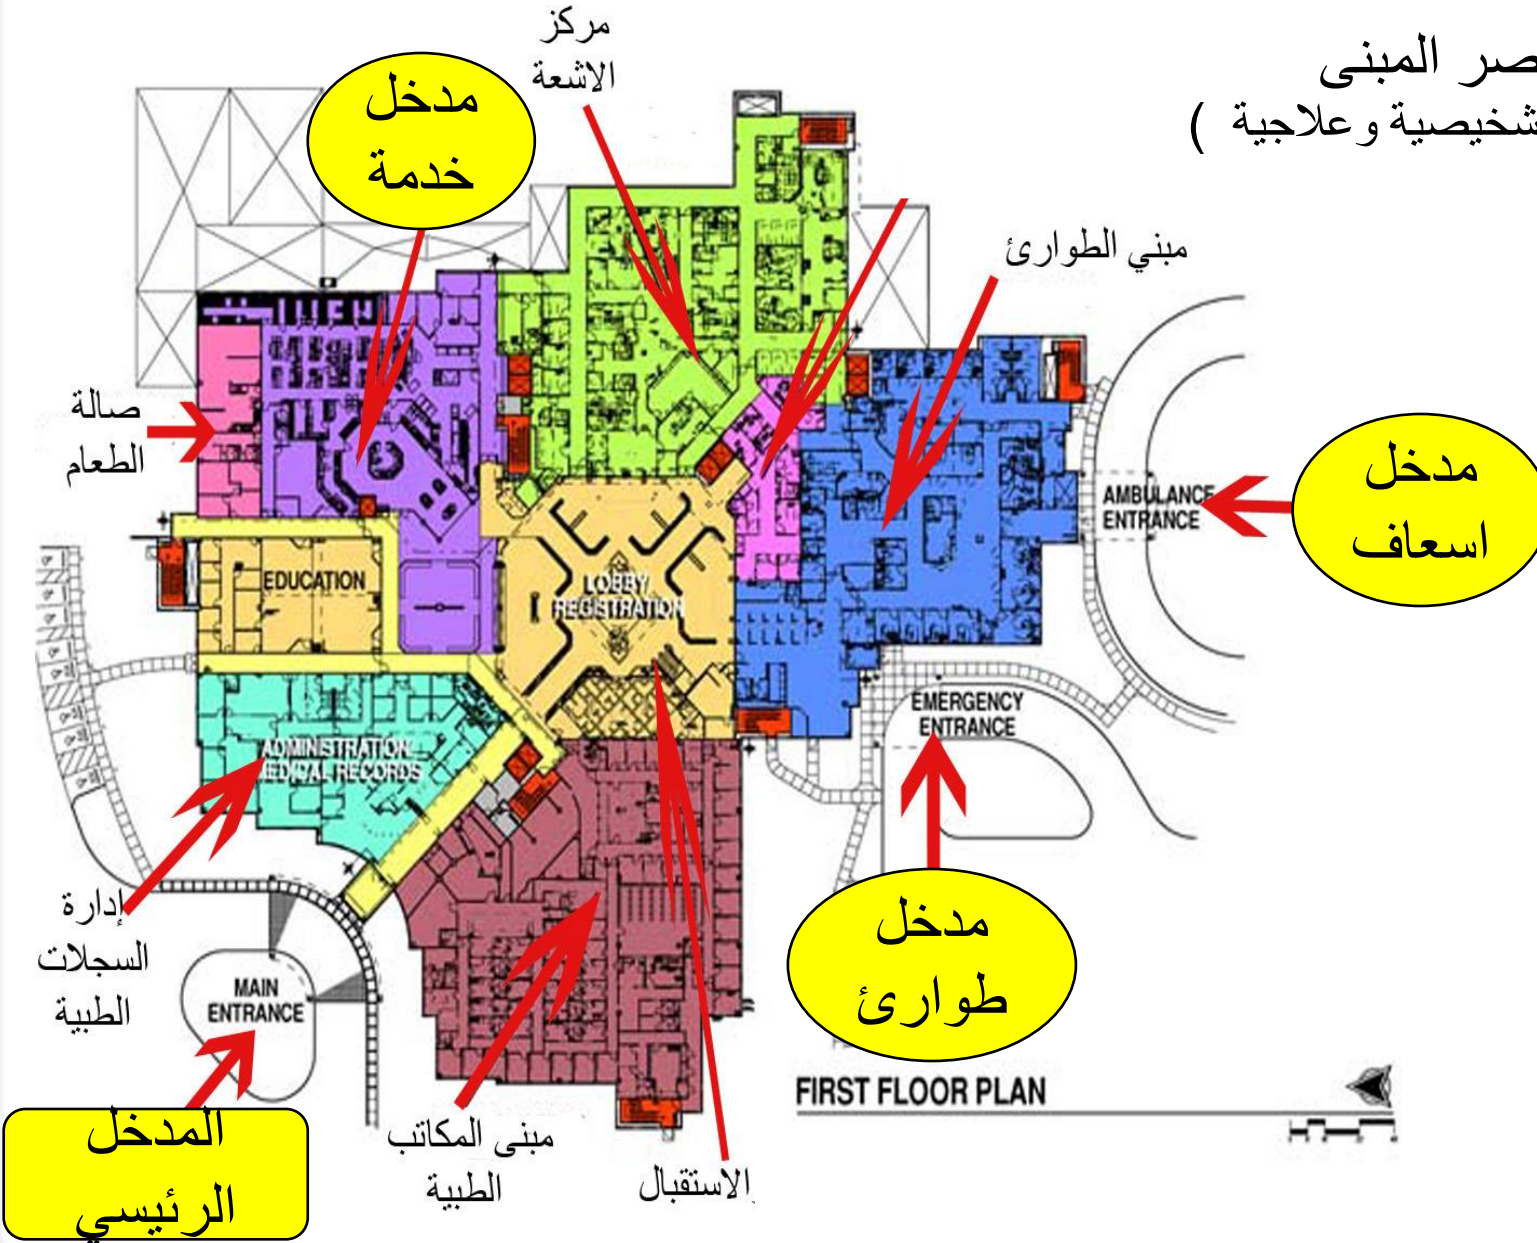 صر المبنى
شخيصية وعلاجية )
مركز
الاشعة
مدخل
خدمة
مبني الطوارئ
صالة
الطعام
مدخل
اسعاف
AMBULANCE
ENTRANCE
EDUCATION
LOBBY
REGISTRATION
EMERGENCY
ENTRANCE
ADMINISTRATION
MEDICAL RECORDS
إدارة
السجلات
الطبية
MAIN
ENTRANCE
مدخل
طوارئ
FIRST FLOOR PLAN
المدخل
الرئيسي
مبنى المكاتب
الطبية
الاستقبال